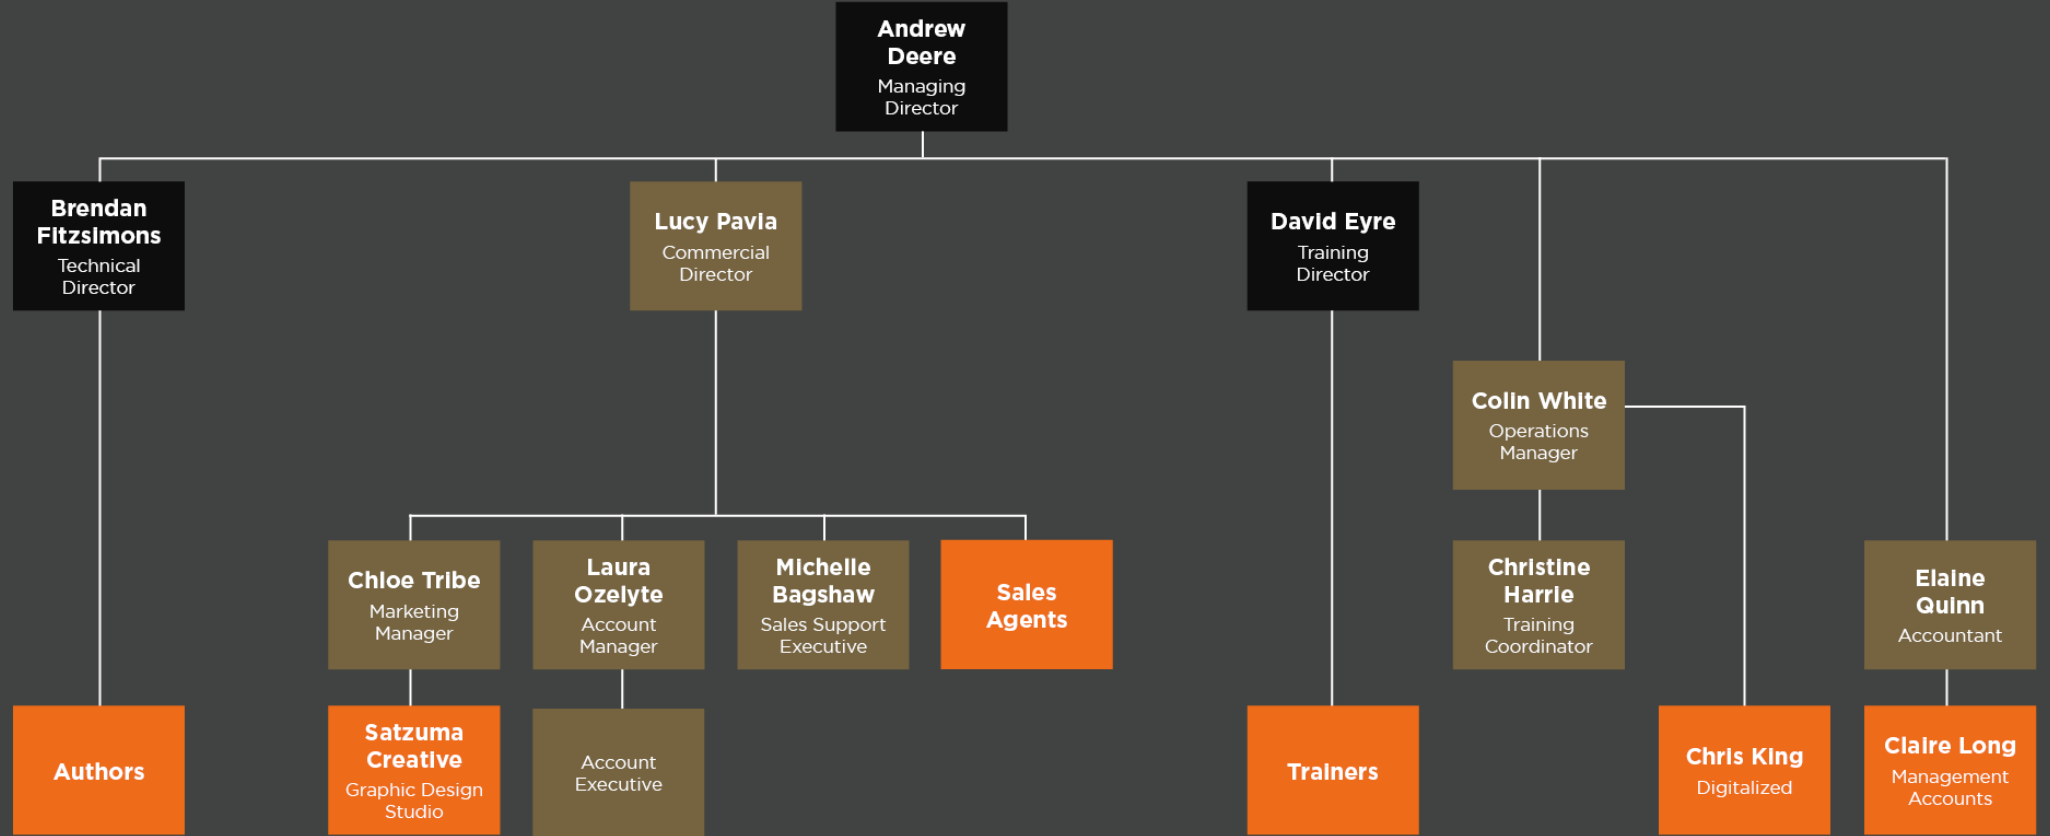 Andrew
Deere
Managing
Director
Brendan
Fitzsimons
Technical
Director
Lucy Pavia
Commercial
Director
David Eyre
Training
Director
Colin White
Operations
Manager
Chloe Tribe
Marketing
Manager
Laura
Ozelyte
Account
Manager
Michelle
Bagshaw
Sales Support
Executive
Sales
Agents
Christine
Harrie
Training
Coordinator
Elaine
Quinn
Accountant
Authors
Satzuma
Creative
Graphic Design
Studio
Account
Executive
Trainers
Chris King
Digitalized
Claire Long
Management
Accounts